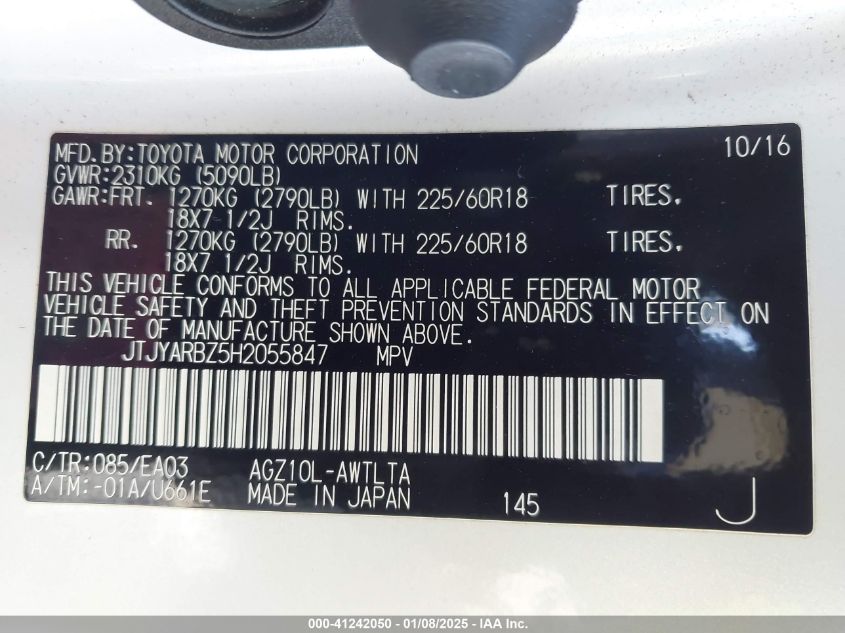 MFD.BY:TOYOTA MOTOR CORPORATION 10/16
GVWR:2310KG (5090LB)
GAWR:FRT. 1270KG (2790LB) WITH 225/60R18 TIRES.
18X7 1/2J RIMS.
RR. 1270KG (2790LB) WITH 225/60R18 TIRES.
18X7 1/2J RIMS.
THIS VEHICLE CONFORMS TO ALL APPLICABLE FEDERAL MOTOR
VEHICLE SAFETY AND THEFT PREVENTION STANDARDS IN EFFECT ON
THE DATE OF MANUFACTURE SHOWN ABOVE.
JTJYARBZ5H2055847 MPV
C/TR:085/EA03 AGZ10L-AWTLTA
A/TM:-01A/U661E MADE IN JAPAN 145 J
000-41242050 - 01/08/2025 - IAA Inc.